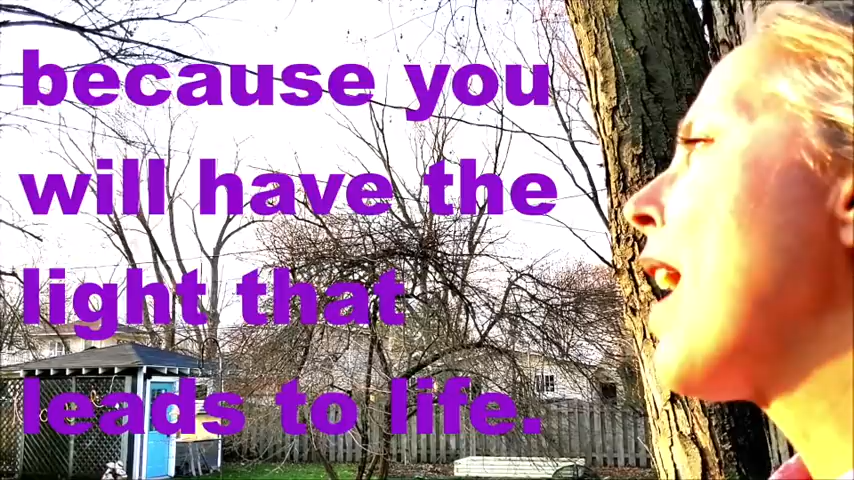 because you
will have the
light that
leads to life.